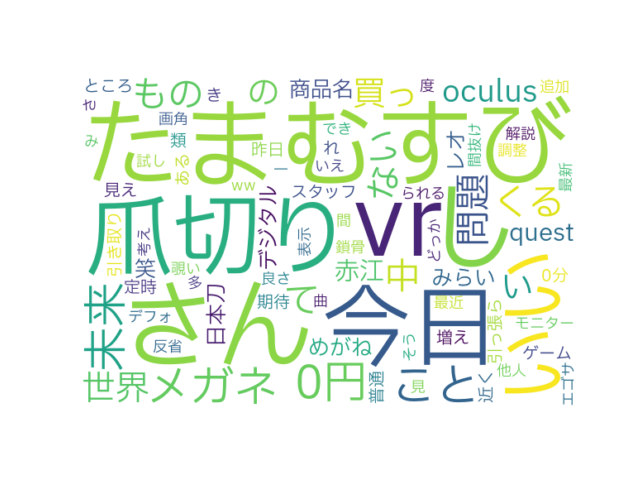 ところ
き
さ
もの
の
商品名
買っ
度
oculus
追加
たまむすび
み
画角
類
ある
試し
昨日
でき
れ
いえ
ない
レオ
間抜け
解説
調整
最新
見え
ww
スタッフ
ー
られる
爪切り
vr
し
問題
くる
引き取り
考え
笑
覗い
デジタル
表示
間
鎖骨
どっか
quest
未来
定時
多
日本刀
良さ
て
赤江
中
みらい
い
0分
さん
今日
うつつ
デフォ
期待
曲
最近
引っ張ら
モニター
反省
めがね
そう
増え
ゲーム
世界
メガネ
0円
普通
こと
見
近く
他人
エゴサ